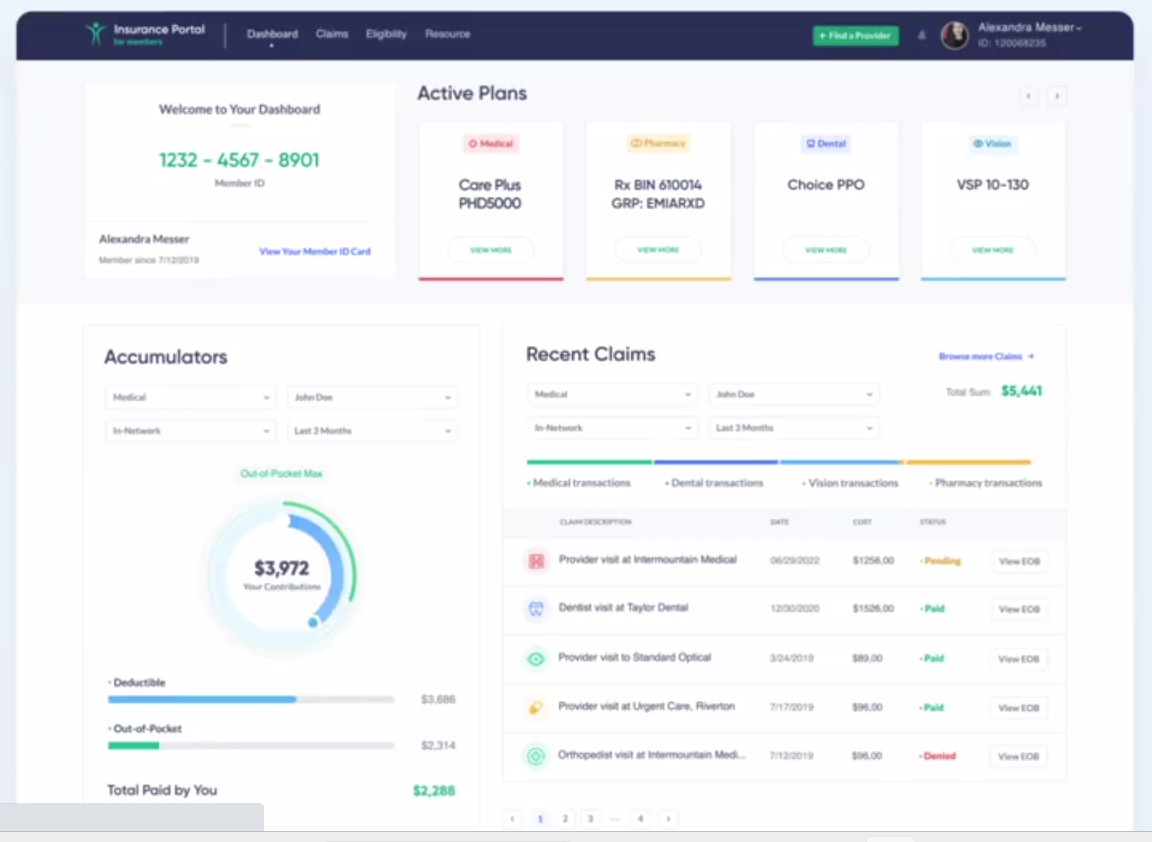 Insurance Portal
for members
Dashboard Claims Eligibility Resource
+ Find a Provider
Alexandra Messer
ID: 120068235
Welcome to Your Dashboard
1232 - 4567 - 8901
Member ID
Alexandra Messer
Member since 7/12/2019
View Your Member ID Card
Active Plans
Medical
Care Plus
PHD5000
VIEW MORE
Pharmacy
Rx BIN 610014
GRP: EMIARXD
VIEW MORE
Dental
Choice PPO
VIEW MORE
Vision
VSP 10-130
VIEW MORE
Accumulators
Medical John Doe
In-Network Last 3 Months
Out-of-Pocket Max
$3,972
Your Contributions
Deductible
$3,686
Out-of-Pocket
$2,314
Total Paid by You $2,288
Recent Claims
Browse more Claims →
Medical John Doe
Total Sum: $5,441
In-Network Last 3 Months
Medical transactions Dental transactions Vision transactions Pharmacy transactions
CLAIM DESCRIPTION DATE COST STATUS
Provider visit at Intermountain Medical 06/29/2022 $1256,00 Pending View EOB
Dentist visit at Taylor Dental 12/30/2020 $1526,00 Paid View EOB
Provider visit to Standard Optical 3/24/2019 $89,00 Paid View EOB
Provider visit at Urgent Care, Riverton 7/17/2019 $96,00 Paid View EOB
Orthopedist visit at Intermountain Medi... 7/12/2019 $96,00 Denied View EOB
‹ 1 2 3 ... 4 ›